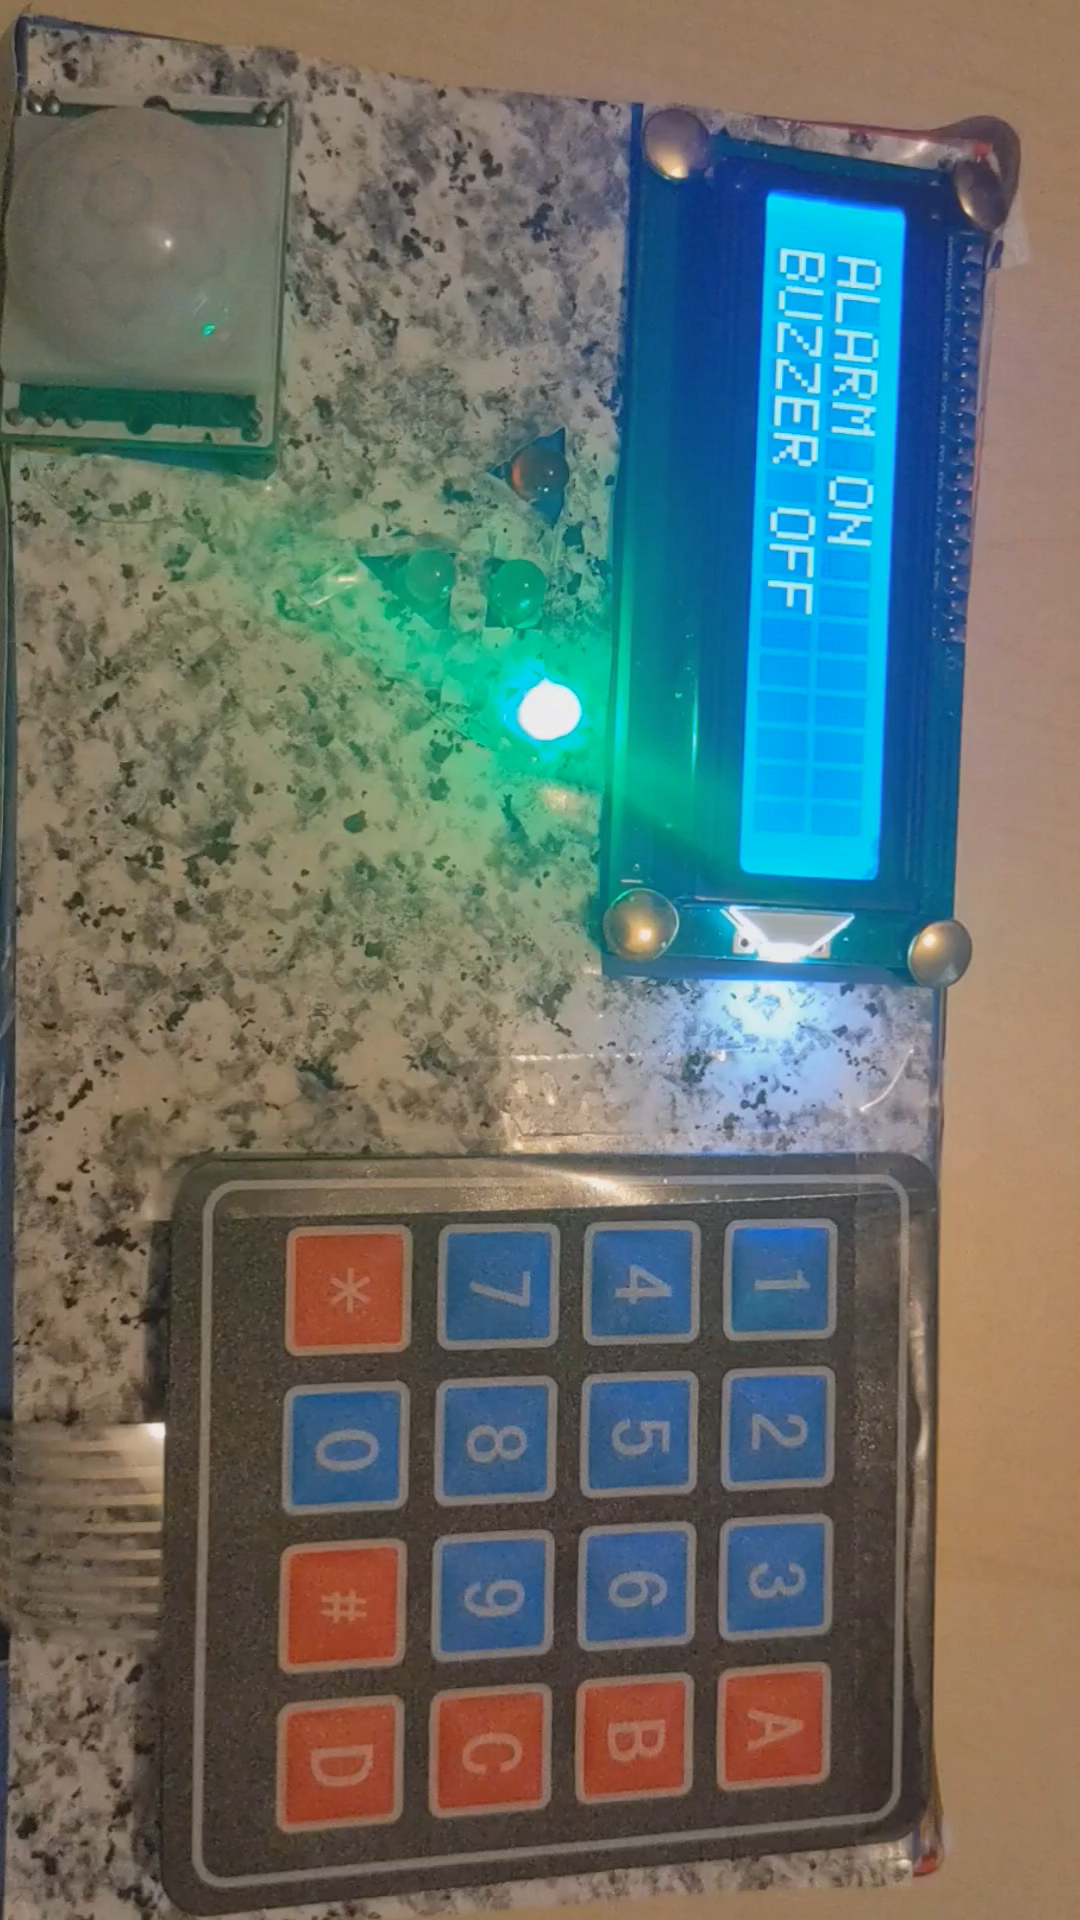 ALARM ON
BUZZER OFF
1 2 3 A
4 5 6 B
7 8 9 C
* 0 # D